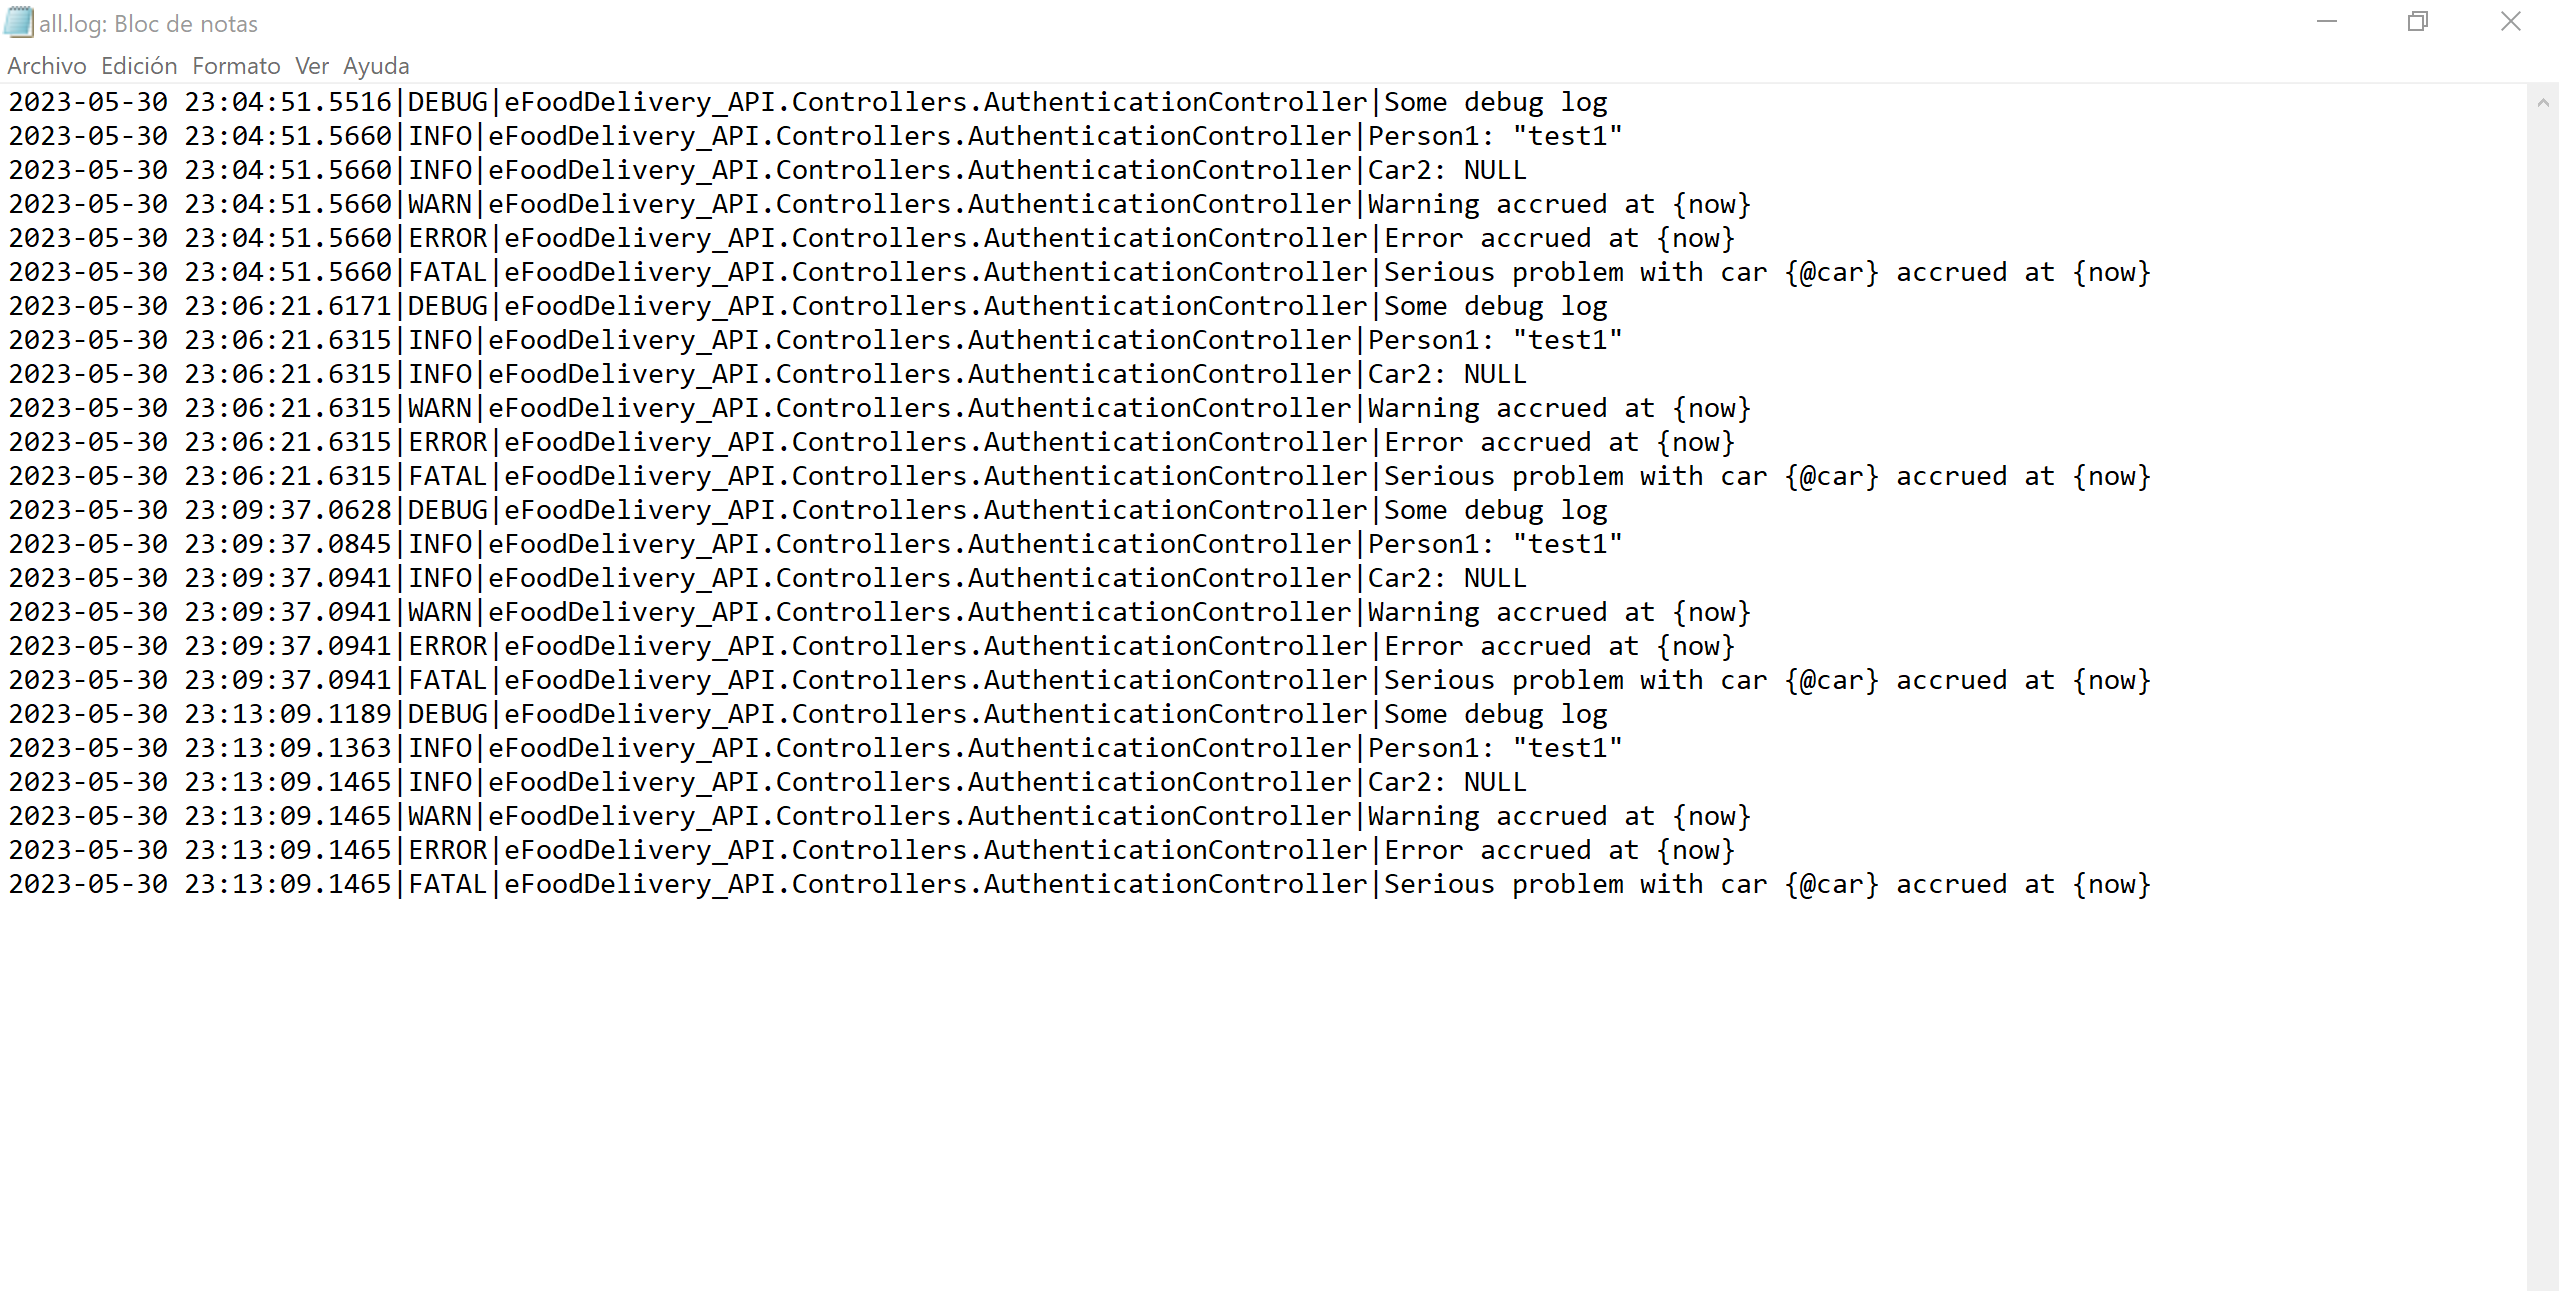 all.log: Bloc de notas
Archivo Edición Formato Ver Ayuda
2023-05-30 23:04:51.5516|DEBUG|eFoodDelivery_API.Controllers.AuthenticationController|Some debug log
2023-05-30 23:04:51.5660|INFO|eFoodDelivery_API.Controllers.AuthenticationController|Person1: "test1"
2023-05-30 23:04:51.5660|INFO|eFoodDelivery_API.Controllers.AuthenticationController|Car2: NULL
2023-05-30 23:04:51.5660|WARN|eFoodDelivery_API.Controllers.AuthenticationController|Warning accrued at {now}
2023-05-30 23:04:51.5660|ERROR|eFoodDelivery_API.Controllers.AuthenticationController|Error accrued at {now}
2023-05-30 23:04:51.5660|FATAL|eFoodDelivery_API.Controllers.AuthenticationController|Serious problem with car {@car} accrued at {now}
2023-05-30 23:06:21.6171|DEBUG|eFoodDelivery_API.Controllers.AuthenticationController|Some debug log
2023-05-30 23:06:21.6315|INFO|eFoodDelivery_API.Controllers.AuthenticationController|Person1: "test1"
2023-05-30 23:06:21.6315|INFO|eFoodDelivery_API.Controllers.AuthenticationController|Car2: NULL
2023-05-30 23:06:21.6315|WARN|eFoodDelivery_API.Controllers.AuthenticationController|Warning accrued at {now}
2023-05-30 23:06:21.6315|ERROR|eFoodDelivery_API.Controllers.AuthenticationController|Error accrued at {now}
2023-05-30 23:06:21.6315|FATAL|eFoodDelivery_API.Controllers.AuthenticationController|Serious problem with car {@car} accrued at {now}
2023-05-30 23:09:37.0628|DEBUG|eFoodDelivery_API.Controllers.AuthenticationController|Some debug log
2023-05-30 23:09:37.0845|INFO|eFoodDelivery_API.Controllers.AuthenticationController|Person1: "test1"
2023-05-30 23:09:37.0941|INFO|eFoodDelivery_API.Controllers.AuthenticationController|Car2: NULL
2023-05-30 23:09:37.0941|WARN|eFoodDelivery_API.Controllers.AuthenticationController|Warning accrued at {now}
2023-05-30 23:09:37.0941|ERROR|eFoodDelivery_API.Controllers.AuthenticationController|Error accrued at {now}
2023-05-30 23:09:37.0941|FATAL|eFoodDelivery_API.Controllers.AuthenticationController|Serious problem with car {@car} accrued at {now}
2023-05-30 23:13:09.1189|DEBUG|eFoodDelivery_API.Controllers.AuthenticationController|Some debug log
2023-05-30 23:13:09.1363|INFO|eFoodDelivery_API.Controllers.AuthenticationController|Person1: "test1"
2023-05-30 23:13:09.1465|INFO|eFoodDelivery_API.Controllers.AuthenticationController|Car2: NULL
2023-05-30 23:13:09.1465|WARN|eFoodDelivery_API.Controllers.AuthenticationController|Warning accrued at {now}
2023-05-30 23:13:09.1465|ERROR|eFoodDelivery_API.Controllers.AuthenticationController|Error accrued at {now}
2023-05-30 23:13:09.1465|FATAL|eFoodDelivery_API.Controllers.AuthenticationController|Serious problem with car {@car} accrued at {now}